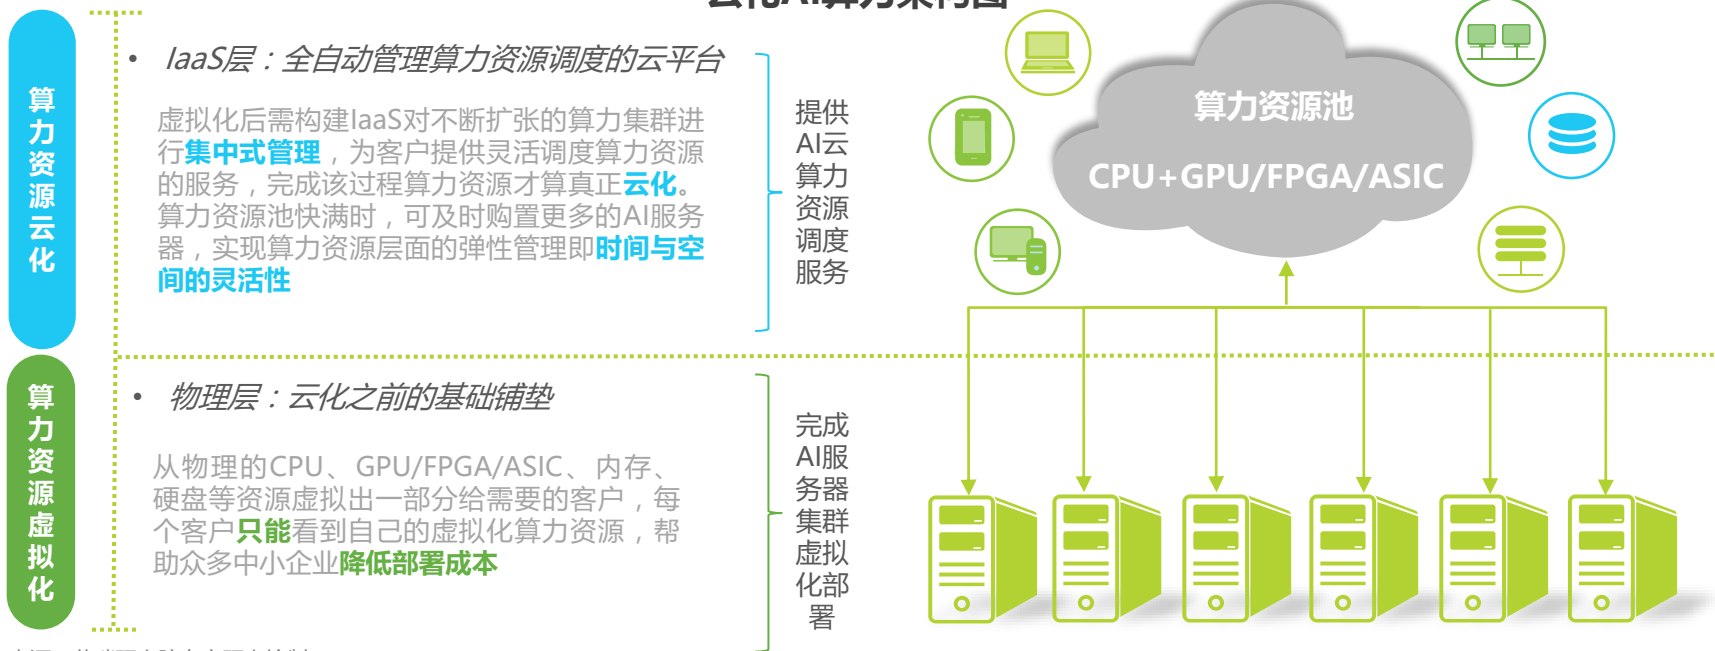 云化AI算力架构图
算力资源云化
• IaaS层：全自动管理算力资源调度的云平台
虚拟化后需构建IaaS对不断扩张的算力集群进
行集中式管理，为客户提供灵活调度算力资源
的服务，完成该过程算力资源才算真正云化。
算力资源池快满时，可及时购置更多的AI服务
器，实现算力资源层面的弹性管理即时间与空
间的灵活性
提供
AI云
算力
资源
调度
服务
算力资源池
CPU+GPU/FPGA/ASIC
算力资源虚拟化
• 物理层：云化之前的基础铺垫
从物理的CPU、GPU/FPGA/ASIC、内存、
硬盘等资源虚拟出一部分给需要的客户，每
个客户只能看到自己的虚拟化算力资源，帮
助众多中小企业降低部署成本
完成
AI服
务器
集群
虚拟
化部
署